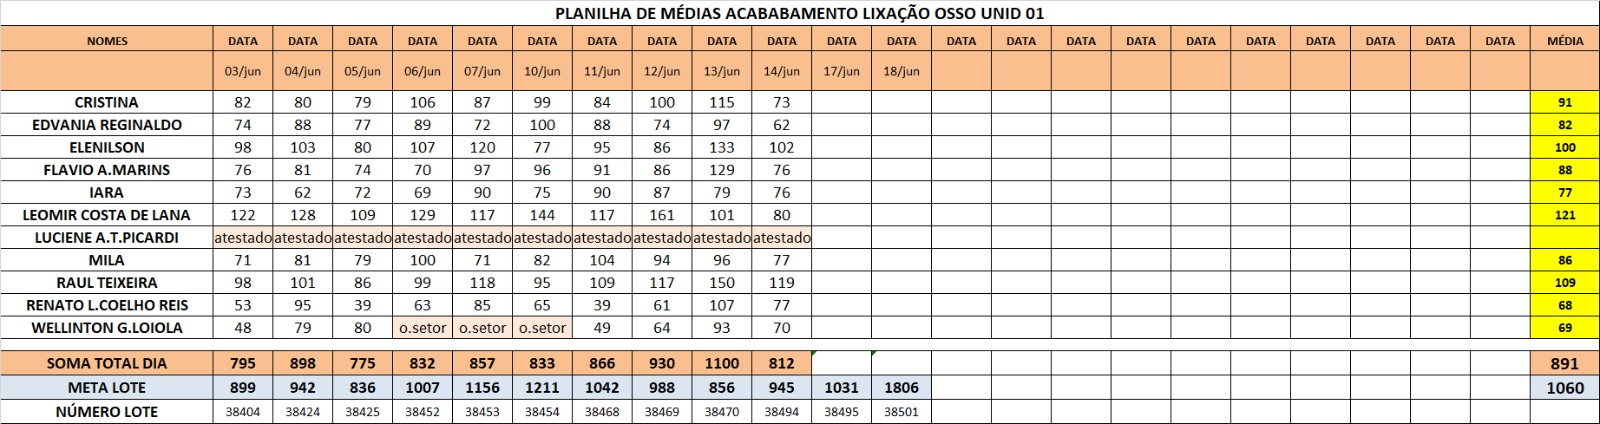 PLANILHA DE MÉDIAS ACABABAMENTO LIXAÇÃO OSSO UNID 01
NOMES DATA DATA DATA DATA DATA DATA DATA DATA DATA DATA DATA DATA DATA DATA DATA DATA DATA DATA DATA DATA DATA DATA MÉDIA
03/jun 04/jun 05/jun 06/jun 07/jun 10/jun 11/jun 12/jun 13/jun 14/jun 17/jun 18/jun
CRISTINA 82 80 79 106 87 99 84 100 115 73 91
EDVANIA REGINALDO 74 88 77 89 72 100 88 74 97 62 82
ELENILSON 98 103 80 107 120 77 95 86 133 102 100
FLAVIO A.MARINS 76 81 74 70 97 96 91 86 129 76 88
IARA 73 62 72 69 90 75 90 87 79 76 77
LEOMIR COSTA DE LANA 122 128 109 129 117 144 117 161 101 80 121
LUCIENE A.T.PICARDI atestado atestado atestado atestado atestado atestado atestado atestado atestado atestado
MILA 71 81 79 100 71 82 104 94 96 77 86
RAUL TEIXEIRA 98 101 86 99 118 95 109 117 150 119 109
RENATO L.COELHO REIS 53 95 39 63 85 65 39 61 107 77 68
WELLINTON G.LOIOLA 48 79 80 o.setor o.setor o.setor 49 64 93 70 69
SOMA TOTAL DIA 795 898 775 832 857 833 866 930 1100 812 891
META LOTE 899 942 836 1007 1156 1211 1042 988 856 945 1031 1806 1060
NÚMERO LOTE 38404 38424 38425 38452 38453 38454 38468 38469 38470 38494 38495 38501